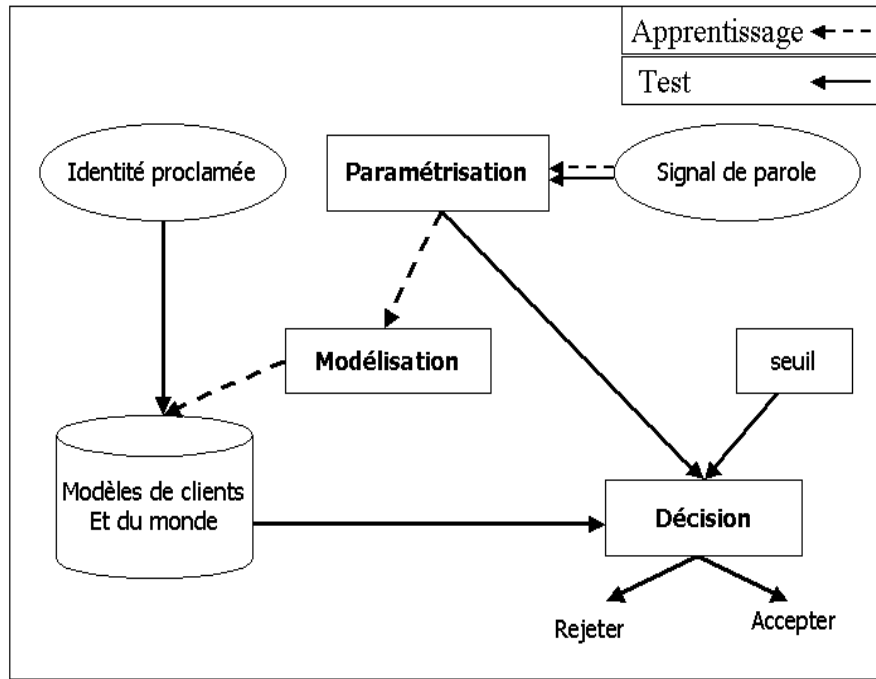 Apprentissage
Test
Identité proclamée
Paramétrisation
Signal de parole
Modélisation
seuil
Modèles de clients
Et du monde
Décision
Rejeter
Accepter